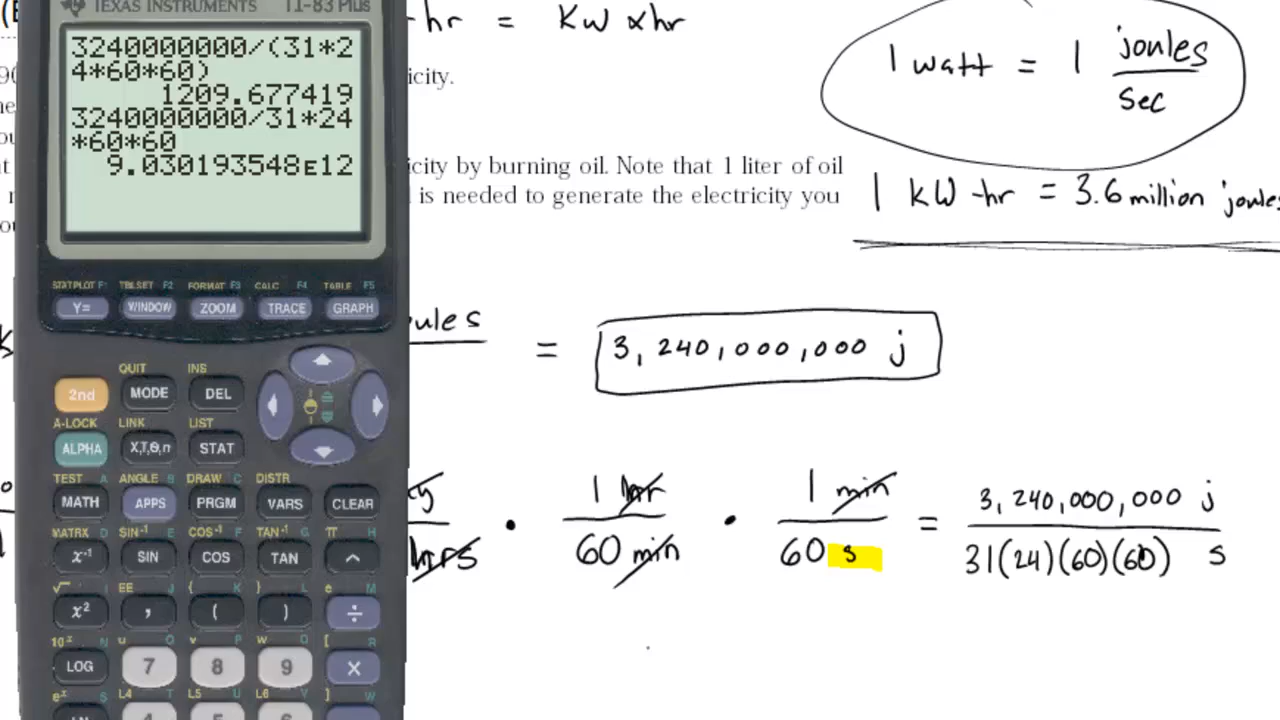 TEXAS INSTRUMENTS TI-83 Plus
3240000000/(31*2
4*60*60)
1209.677419
3240000000/31*24
*60*60
9.030193548E12
STATPLOT F1 TBLSET F2 FORMAT F3 CALC F4 TABLE F5
Y= WINDOW ZOOM TRACE GRAPH
QUIT INS
2nd MODE DEL
A-LOCK LINK LIST
ALPHA X,T,Θ,n STAT
TEST A ANGLE B DRAW C DISTR
MATH APPS PRGM VARS CLEAR
MATRX D SIN⁻¹ E COS⁻¹ F TAN⁻¹ G π H
x⁻¹ SIN COS TAN ^
√ I EE J { K } L e M
x² , ( ) ÷
10ˣ N u O v P w Q [ R
LOG 7 8 9 ×
eˣ S L4 T L5 U L6 V ] W
-hr = Kw × hr
icity.
icity by burning oil. Note that 1 liter of oil
is needed to generate the electricity you
1 watt = 1 joules/sec
1 kW-hr = 3.6 million joules
ules = 3,240,000,000 j
hrs · 1 hr/60 min · 1 min/60 s = 3,240,000,000 j/31(24)(60)(60) s